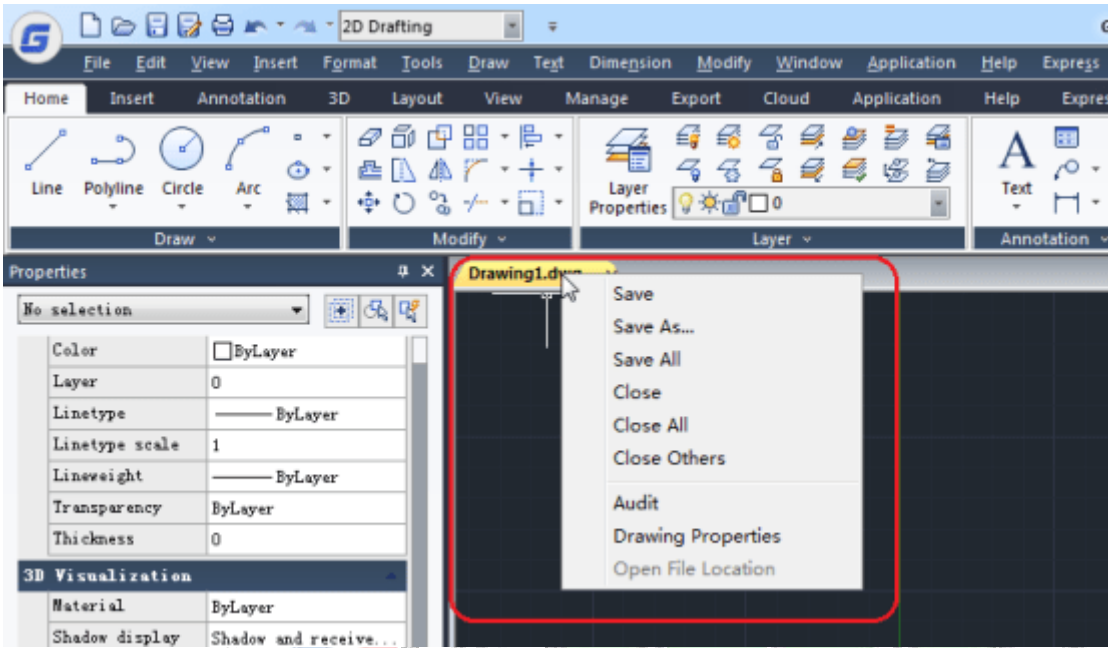 2D Drafting
G
File Edit View Insert Format Tools Draw Text Dimension Modify Window Application Help Express
Home Insert Annotation 3D Layout View Manage Export Cloud Application Help Expres
Line Polyline Circle Arc
Layer Properties
0
A
Text
Draw Modify Layer Annotation
Properties
Drawing1.dwg
No selection
Color ByLayer
Layer 0
Linetype ByLayer
Linetype scale 1
Lineweight ByLayer
Transparency ByLayer
Thickness 0
3D Visualization
Material ByLayer
Shadow display Shadow and receive...
Save
Save As...
Save All
Close
Close All
Close Others
Audit
Drawing Properties
Open File Location